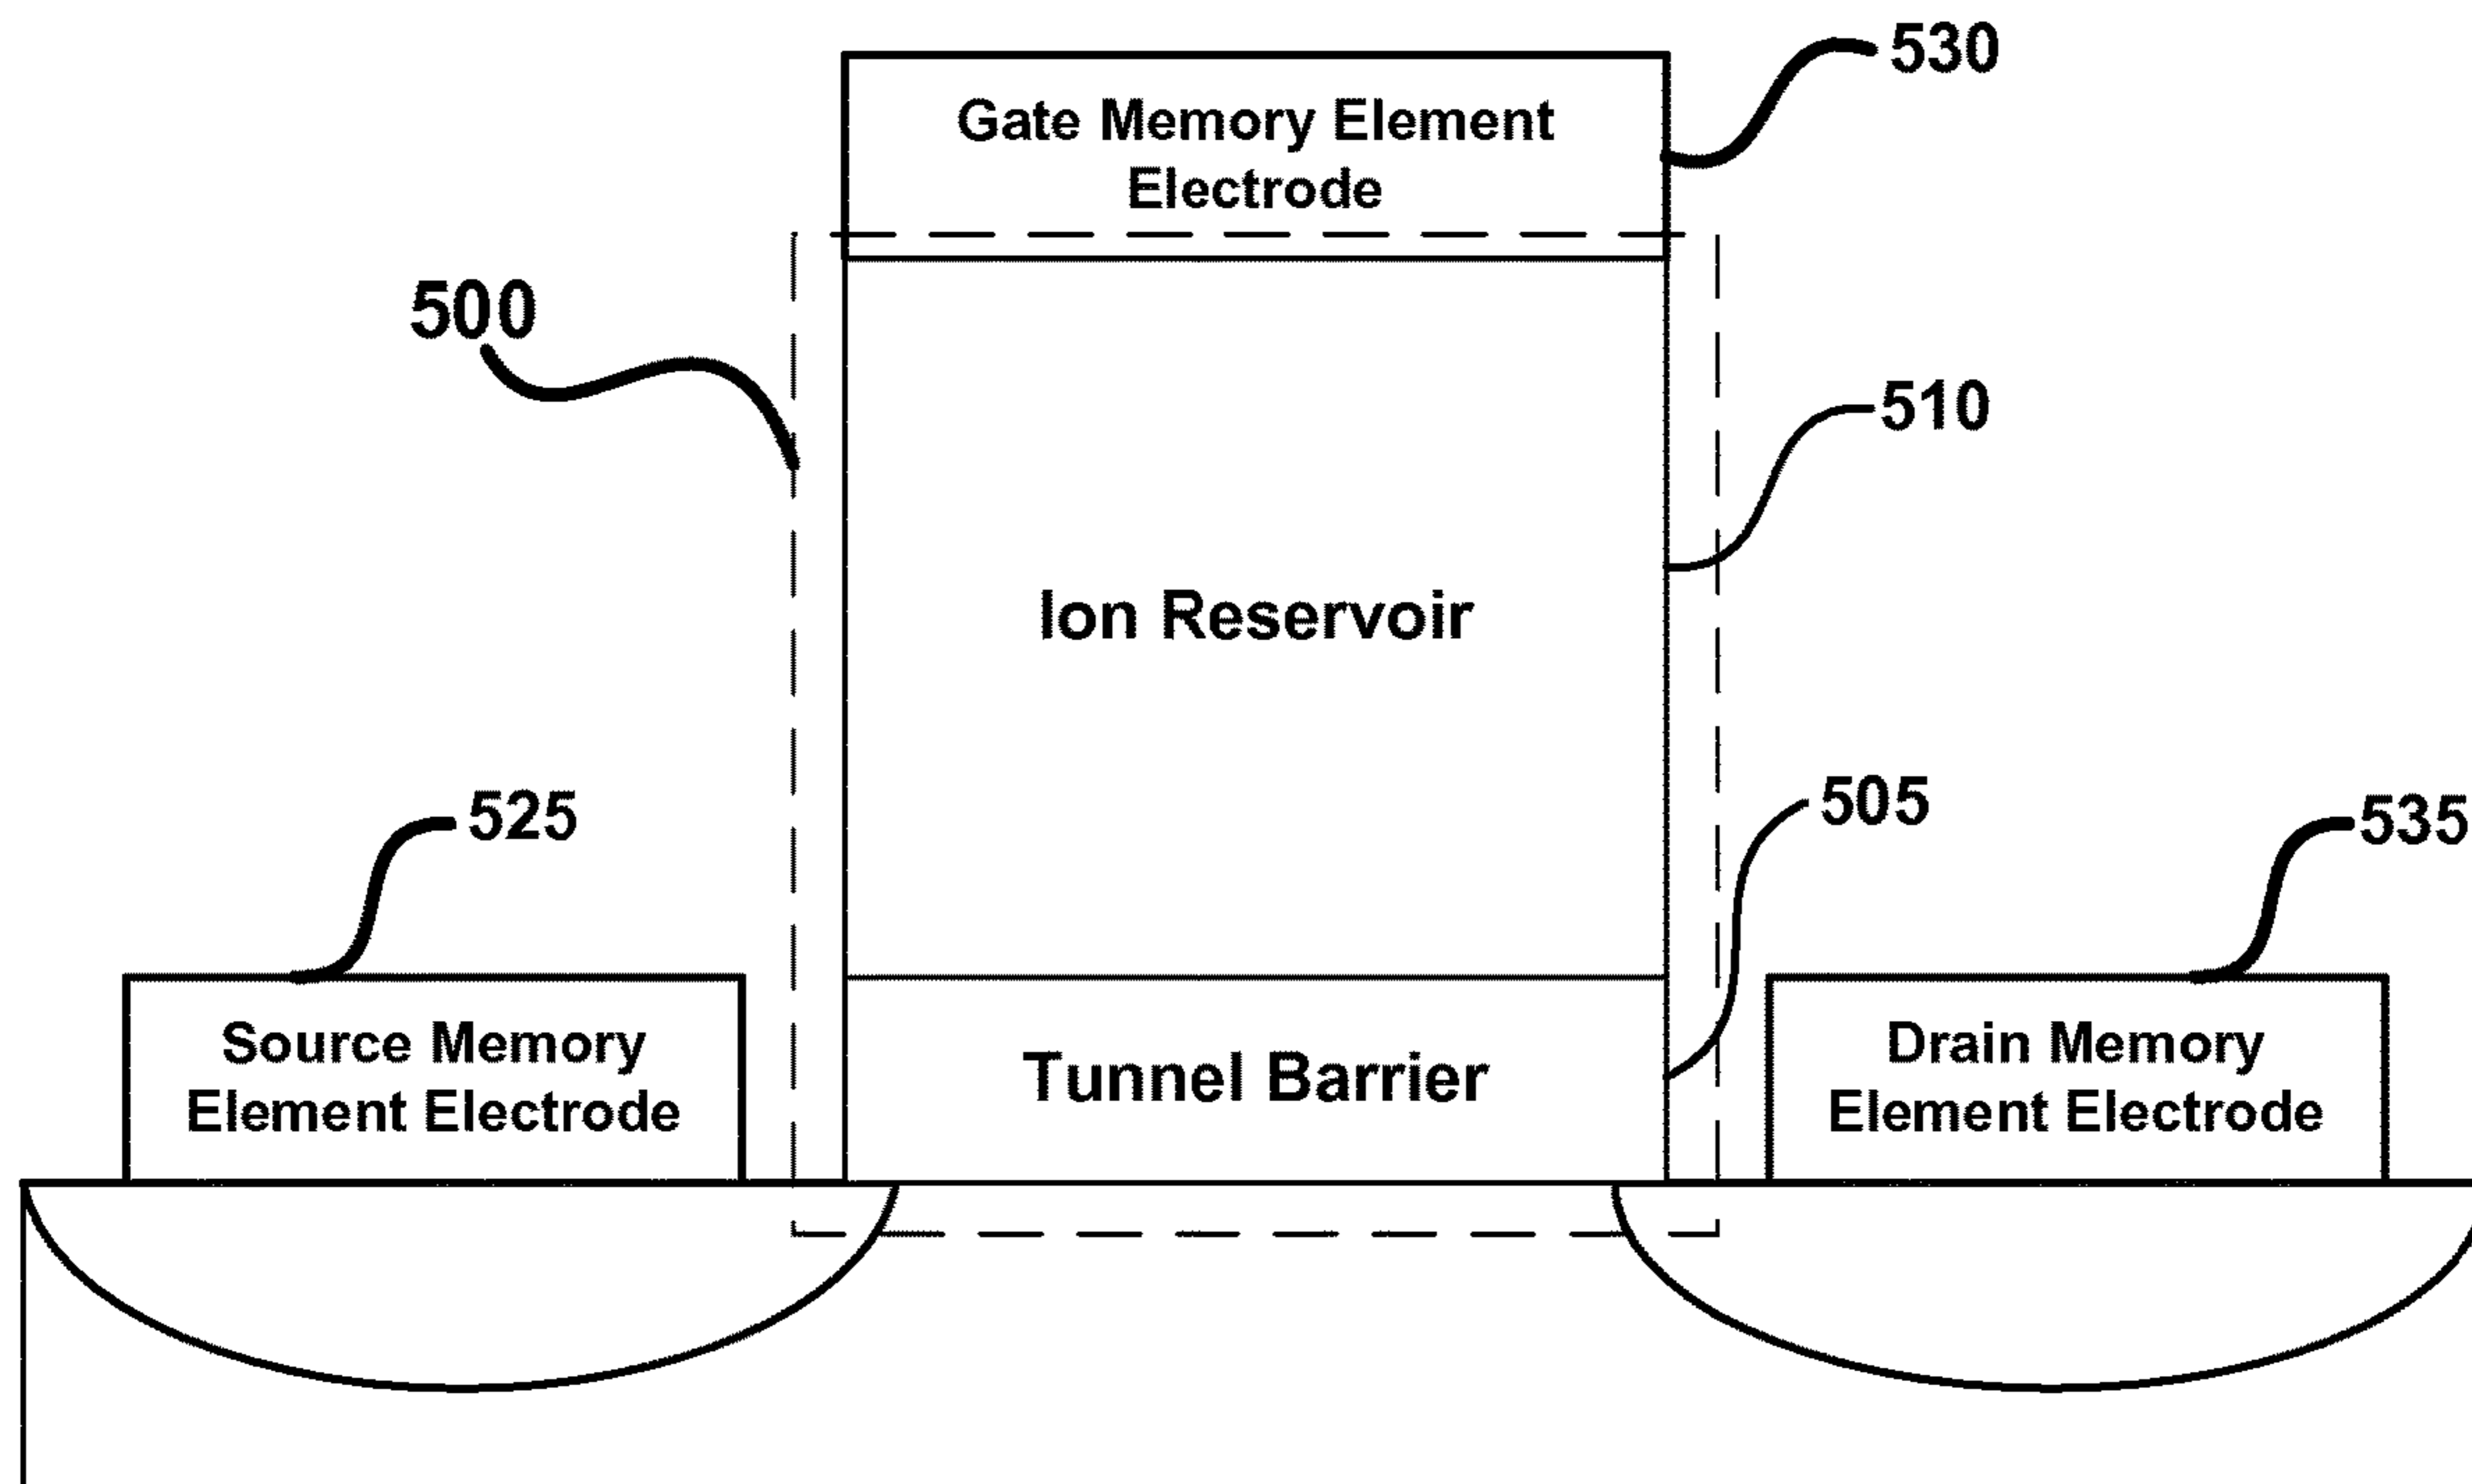 530
Gate Memory Element
Electrode
500
510
Ion Reservoir
505
525
535
Source Memory
Element Electrode
Tunnel Barrier
Drain Memory
Element Electrode